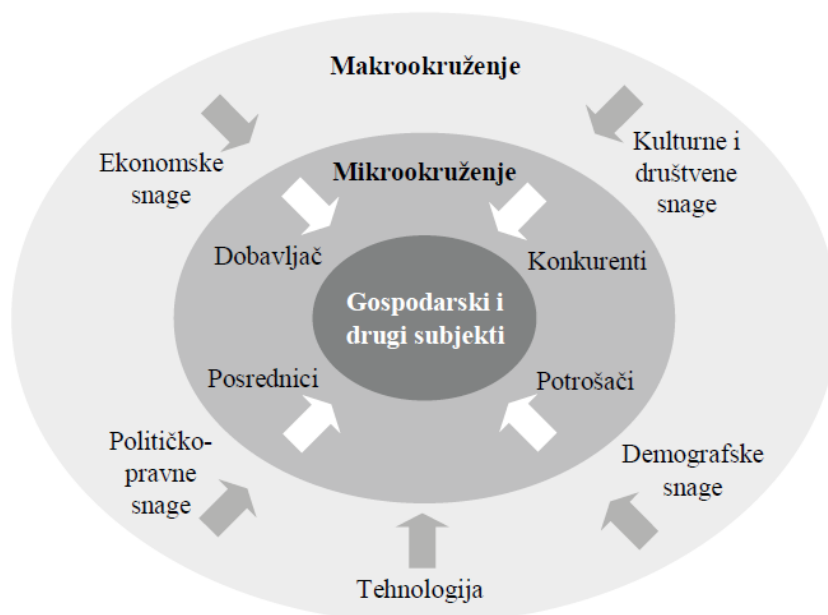 Makrookruženje
Ekonomske
snage
Kulturne i
društvene
snage
Mikrookruženje
Dobavljač
Konkurenti
Gospodarski i
drugi subjekti
Posrednici
Potrošači
Političko-
pravne
snage
Demografske
snage
Tehnologija